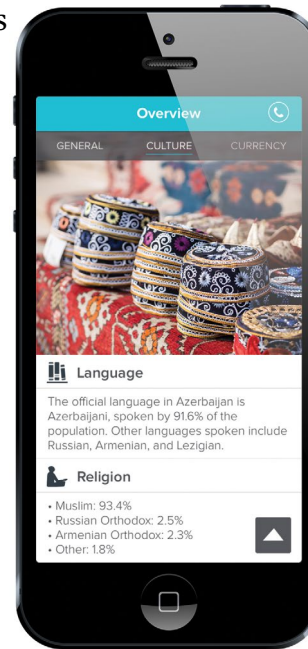 s
Overview
GENERAL CULTURE CURRENCY
Language
The official language in Azerbaijan is
Azerbaijani, spoken by 91.6% of the
population. Other languages spoken include
Russian, Armenian, and Lezigian.
Religion
• Muslim: 93.4%
• Russian Orthodox: 2.5%
• Armenian Orthodox: 2.3%
• Other: 1.8%